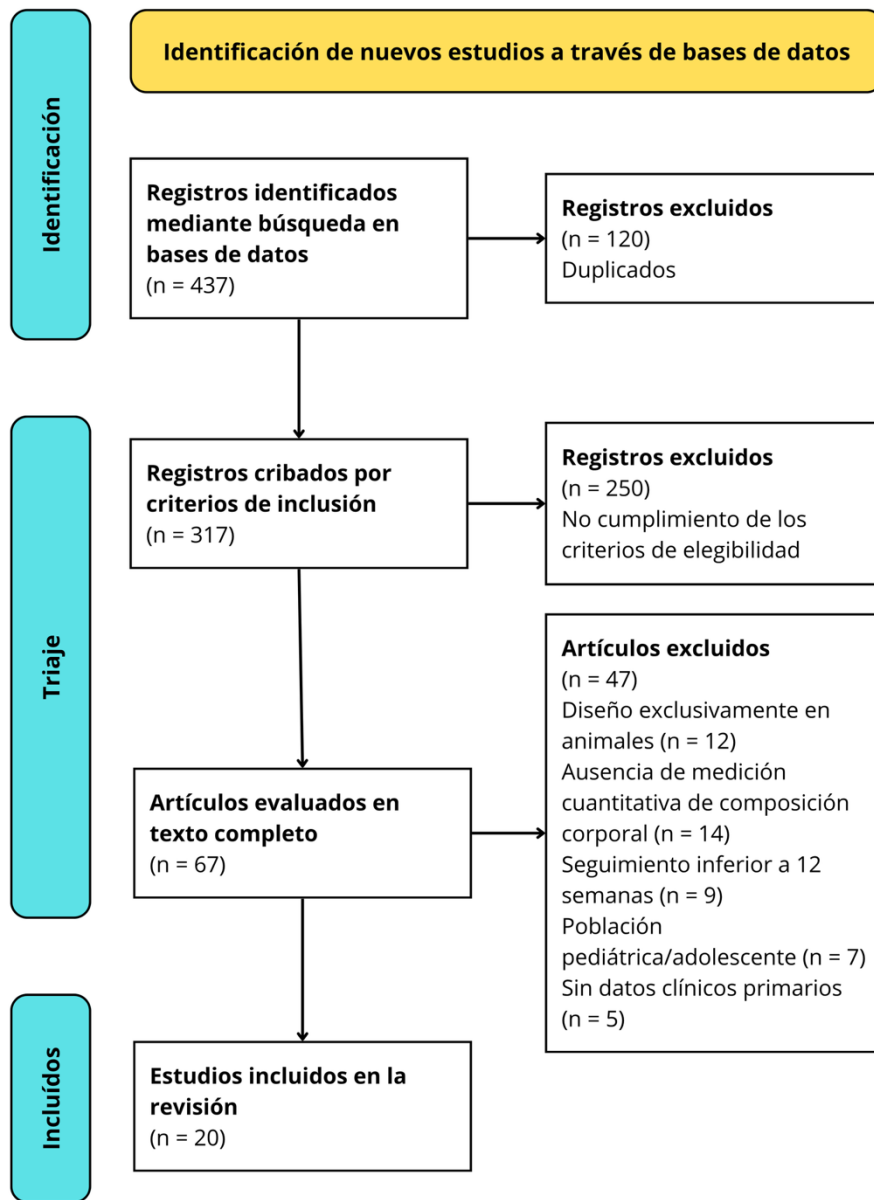 Identificación de nuevos estudios a través de bases de datos
Identificación
Registros identificados
mediante búsqueda en
bases de datos
(n = 437)
Registros excluidos
(n = 120)
Duplicados
Triaje
Registros cribados por
criterios de inclusión
(n = 317)
Registros excluidos
(n = 250)
No cumplimiento de los
criterios de elegibilidad
Artículos evaluados en
texto completo
(n = 67)
Artículos excluidos
(n = 47)
Diseño exclusivamente en
animales (n = 12)
Ausencia de medición
cuantitativa de composición
corporal (n = 14)
Seguimiento inferior a 12
semanas (n = 9)
Población
pediátrica/adolescente (n = 7)
Sin datos clínicos primarios
(n = 5)
Incluídos
Estudios incluidos en la
revisión
(n = 20)